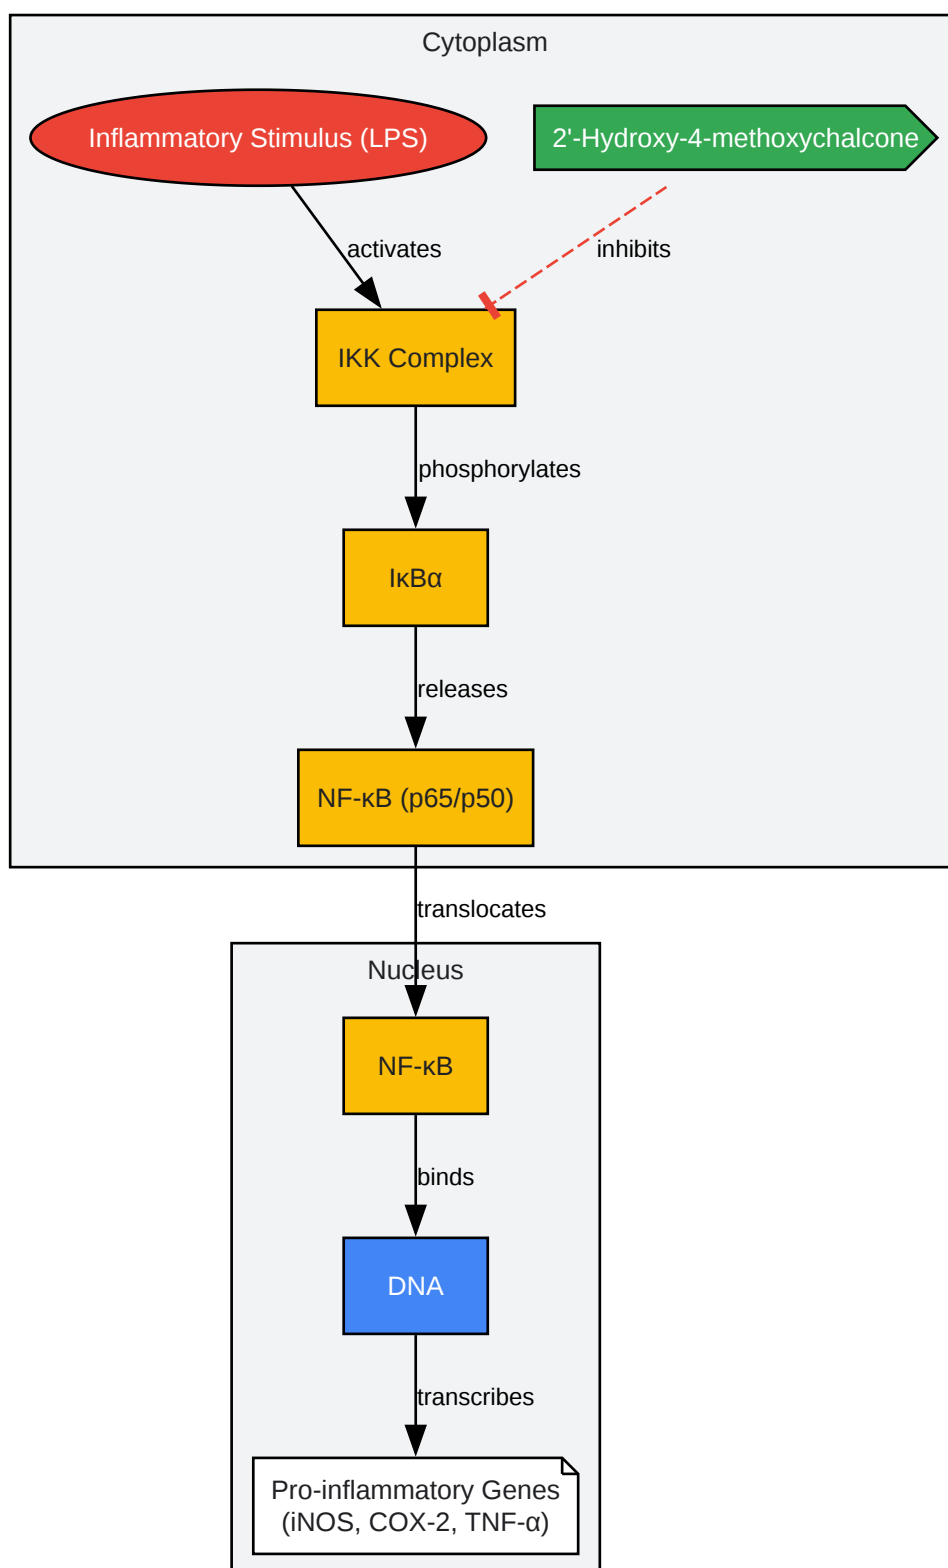 Cytoplasm
Inflammatory Stimulus (LPS)
2'-Hydroxy-4-methoxychalcone
activates
inhibits
IKK Complex
phosphorylates
IκBα
releases
NF-κB (p65/p50)
translocates
Nucleus
NF-κB
binds
DNA
transcribes
Pro-inflammatory Genes
(iNOS, COX-2, TNF-α)